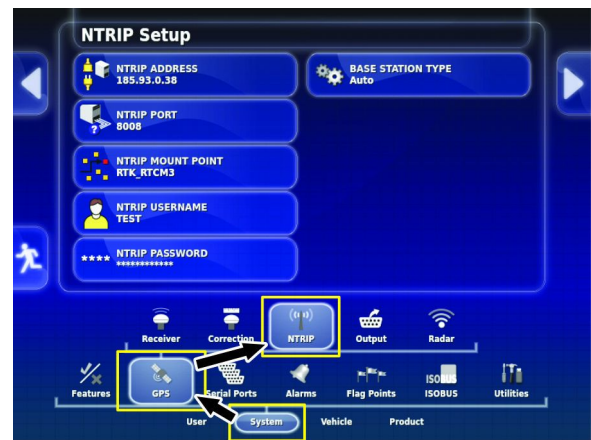 NTRIP Setup
NTRIP ADDRESS
185.93.0.38
BASE STATION TYPE
Auto
NTRIP PORT
8008
NTRIP MOUNT POINT
RTK_RTCM3
NTRIP USERNAME
TEST
NTRIP PASSWORD
**** ************
Receiver
Correction
NTRIP
Output
Radar
Features
GPS
Serial Ports
Alarms
Flag Points
ISOBUS
ISOBUS
Utilities
User
System
Vehicle
Product